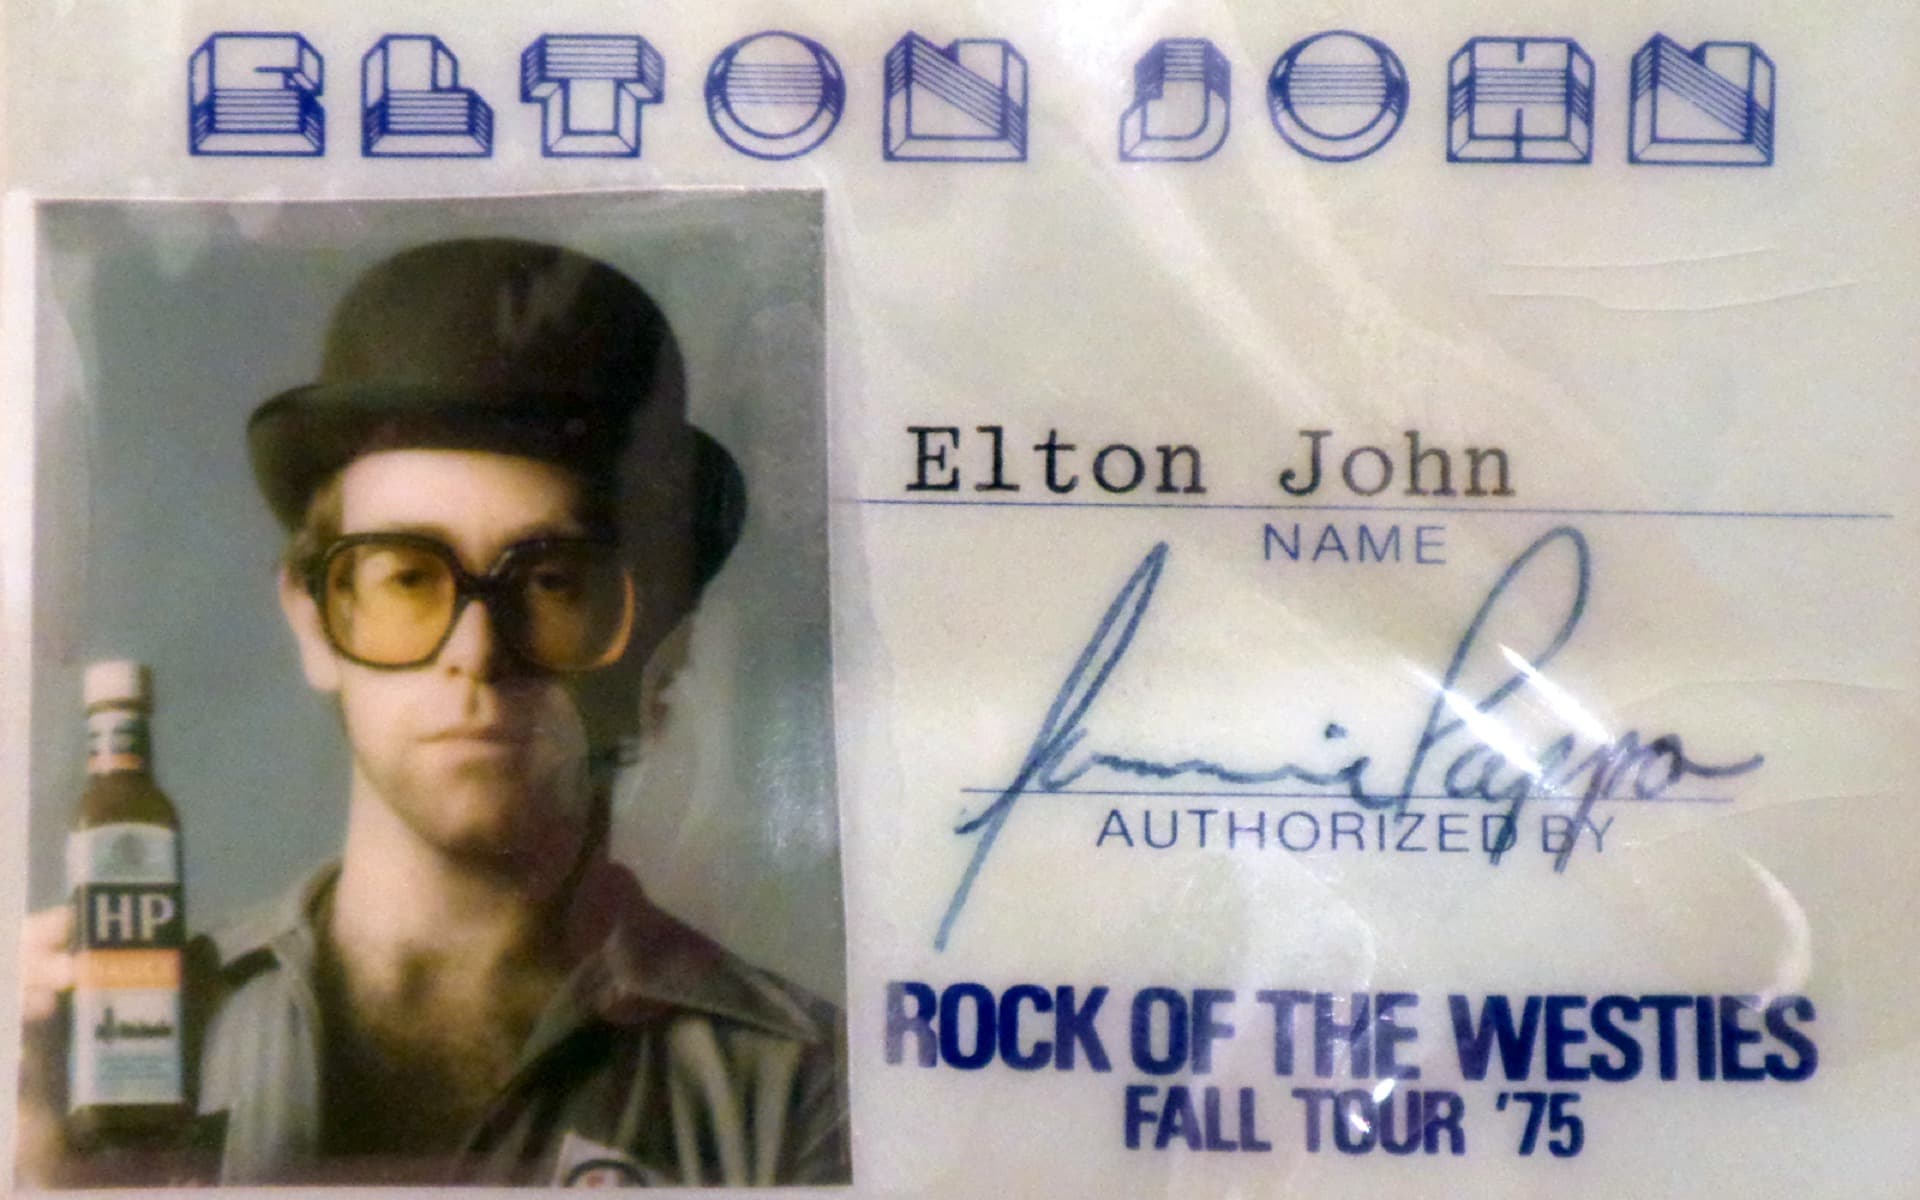 ELTON JOHN
Elton John
NAME
AUTHORIZED BY
HP
ROCK OF THE WESTIES
FALL TOUR '75